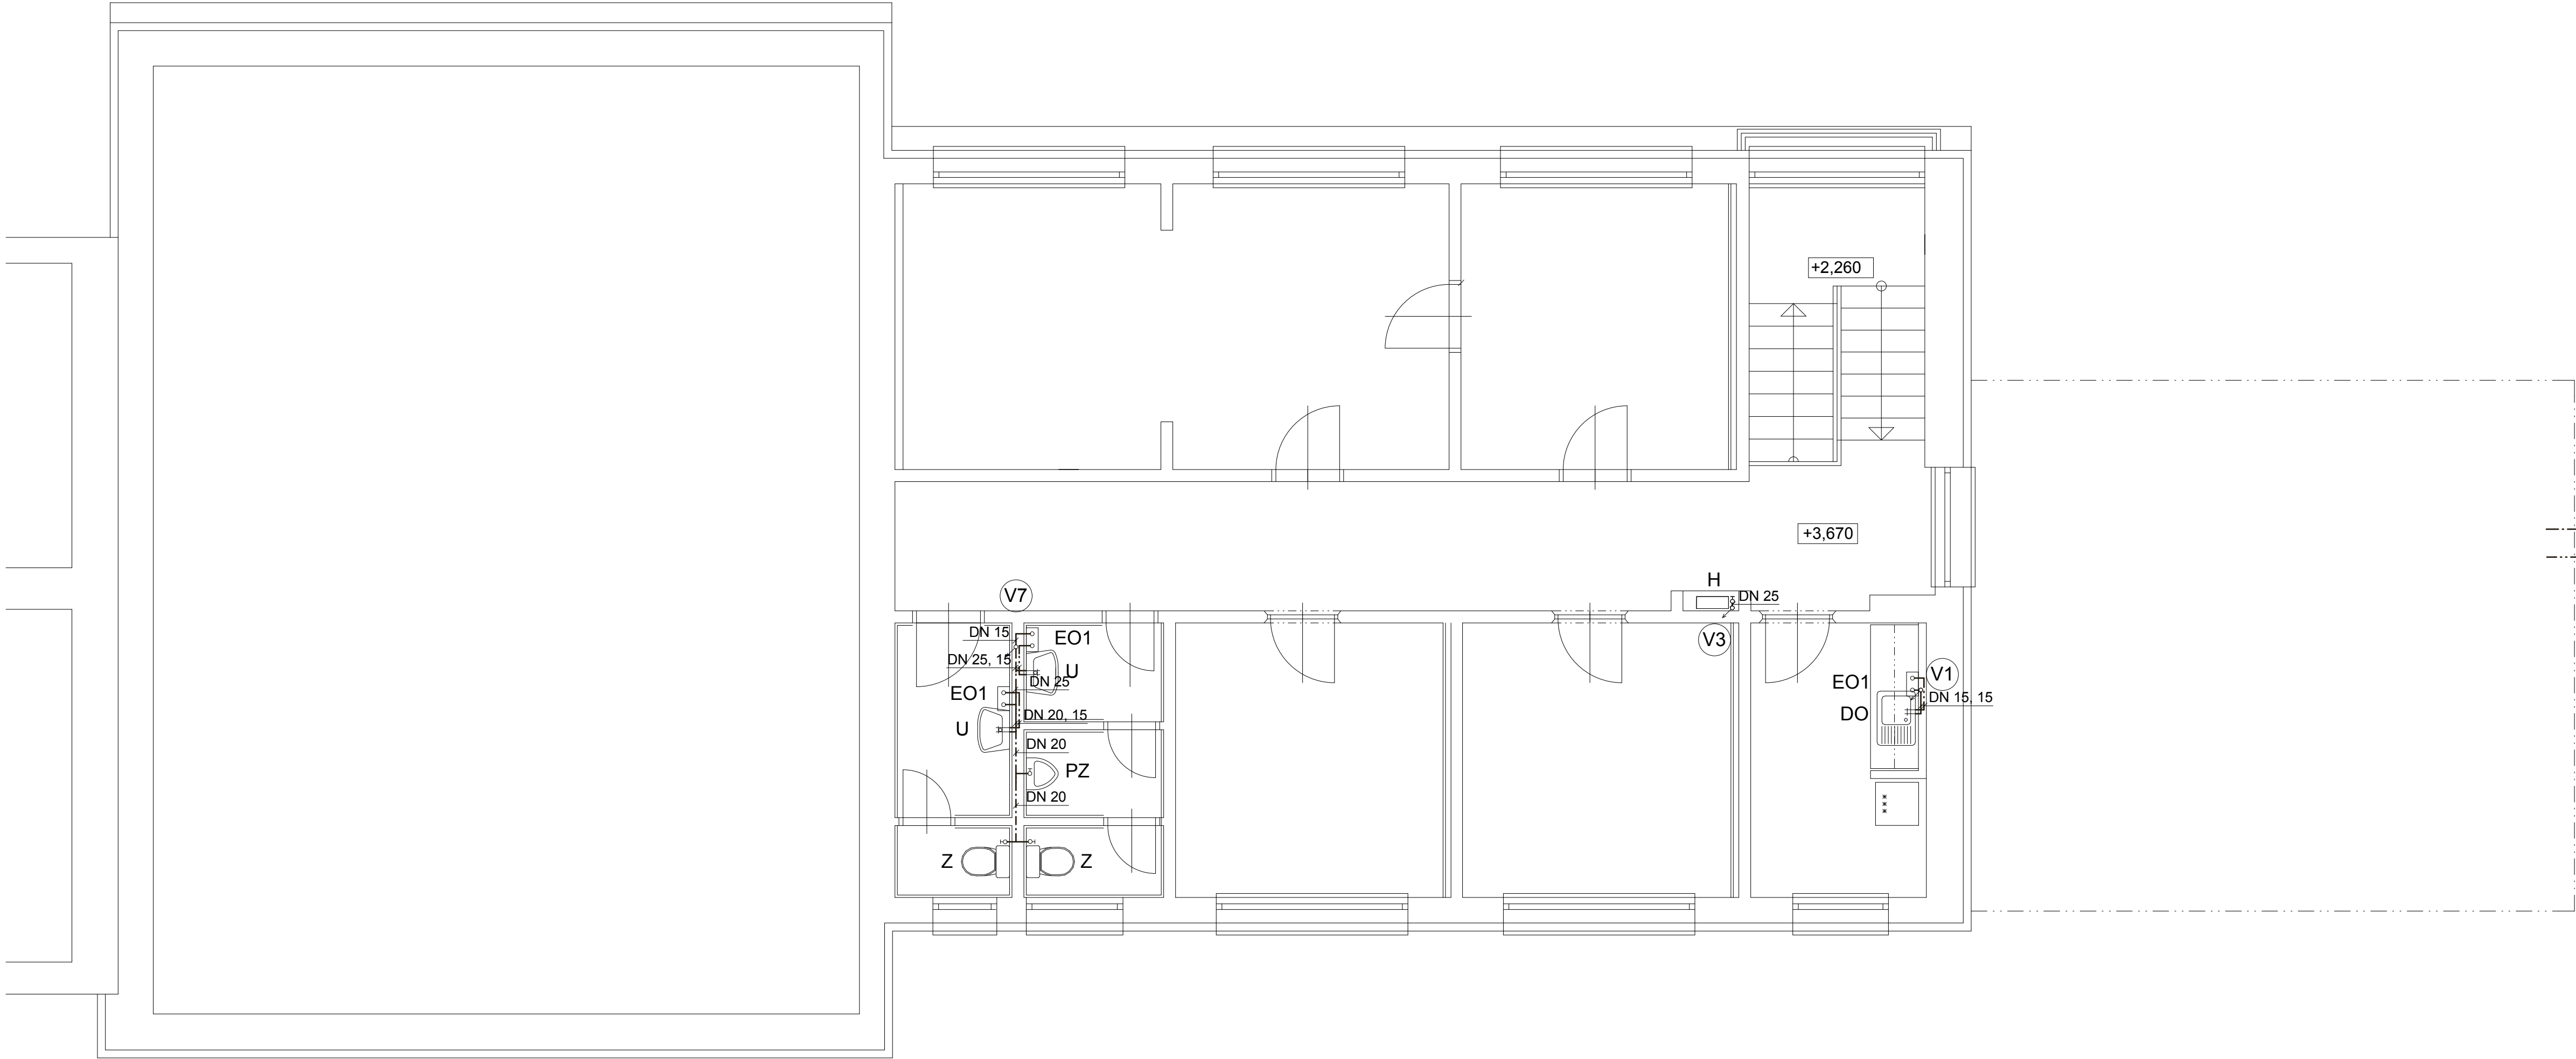 +2,260
+3,670
H
DN 25
V7
V3
DN 15
EO1
DN 25, 15
U
DN 25
EO1
DN 20, 15
U
DN 20
PZ
DN 20
Z
Z
V1
EO1
DN 15, 15
DO